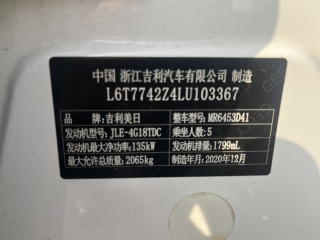 中国 浙江吉利汽车有限公司 制造
L6T7742Z4LU103367
品 牌:吉利美日 整车型号:MR6453D41
发动机型号:JLE-4G18TDC 乘坐人数:5
发动机最大净功率:135kW 发动机排量:1799mL
最大允许总质量:2065kg 制造年月:2020年12月